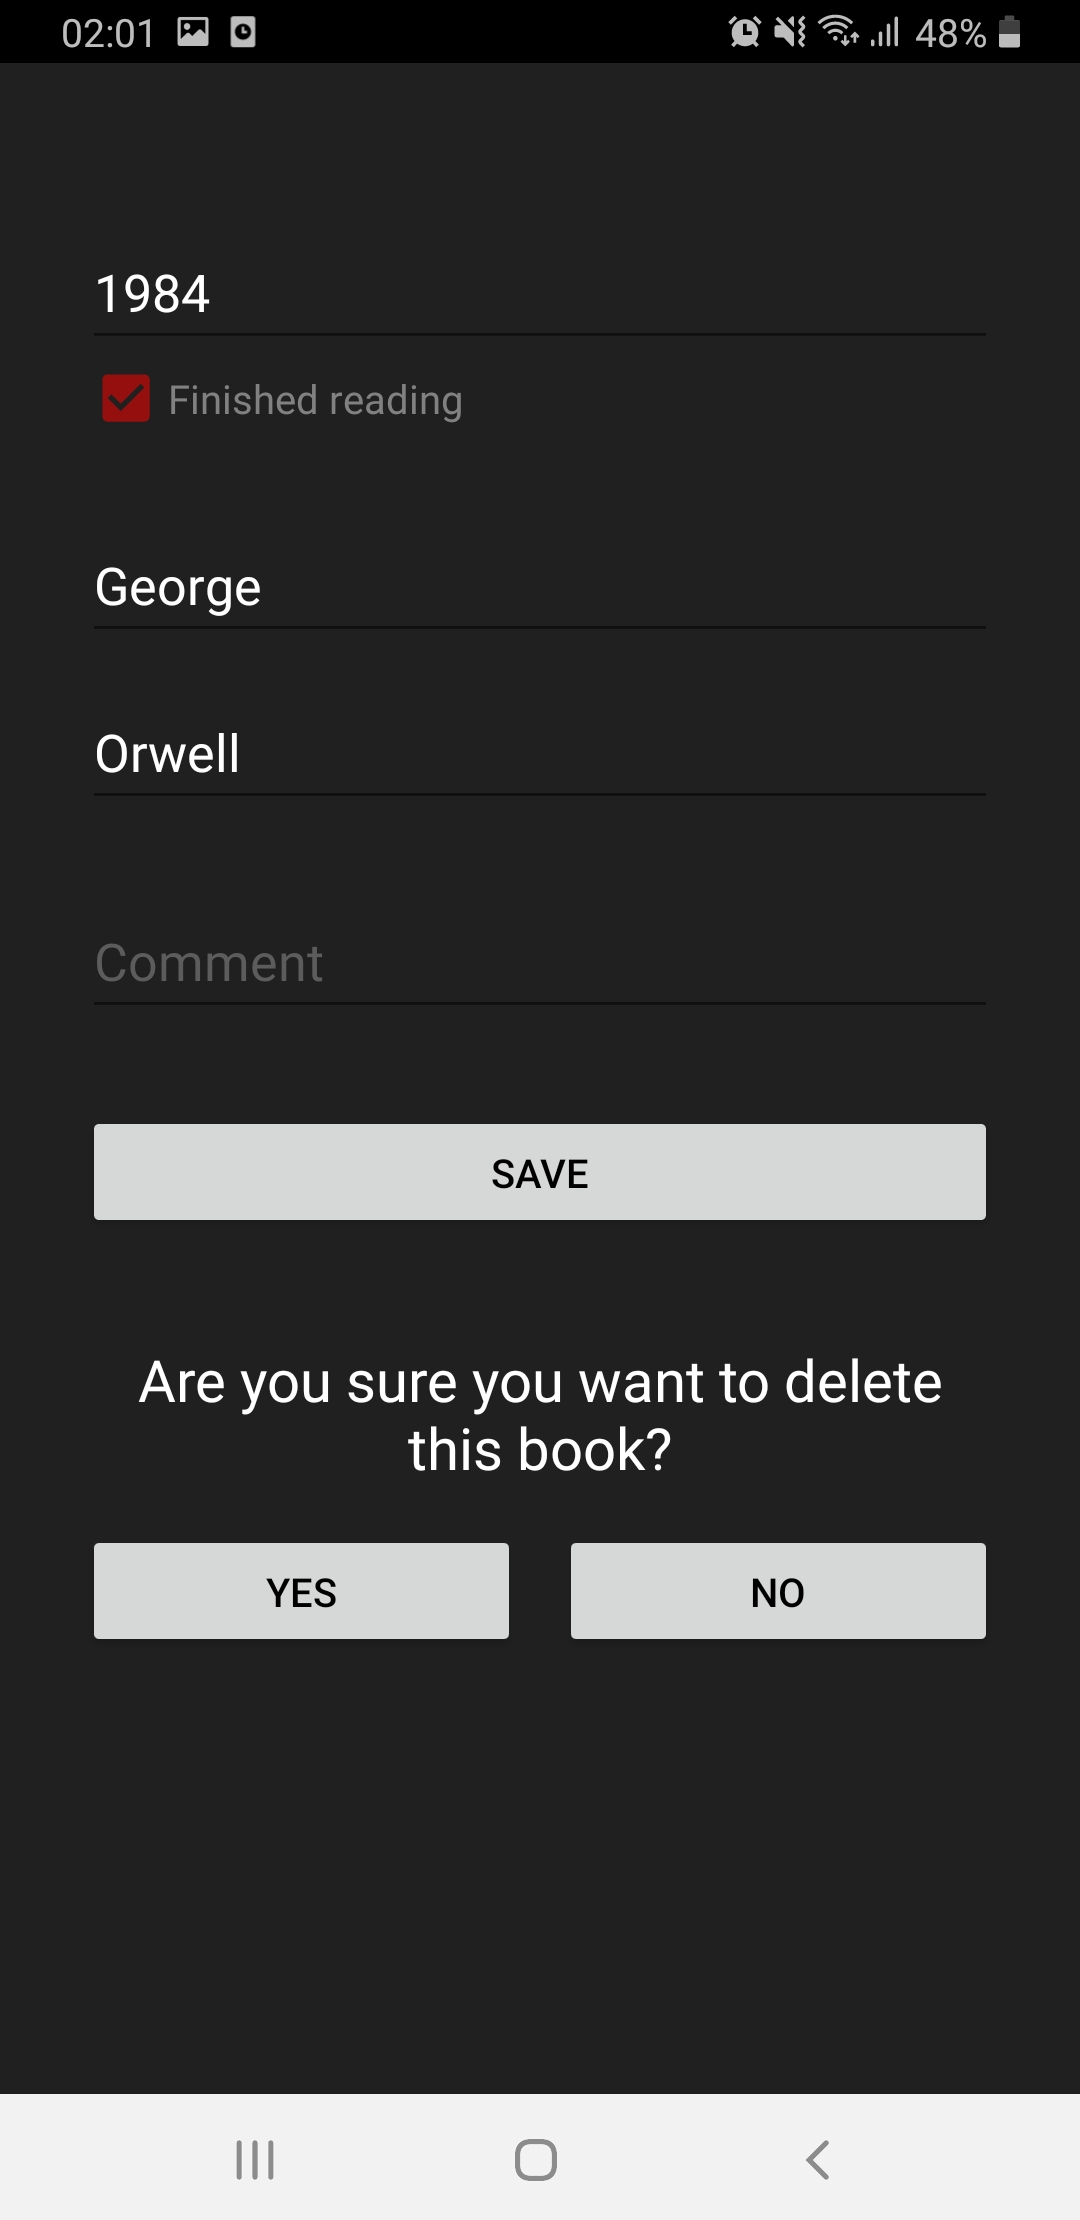 02:01 48%
1984
Finished reading
George
Orwell
Comment
SAVE
Are you sure you want to delete
this book?
YES NO